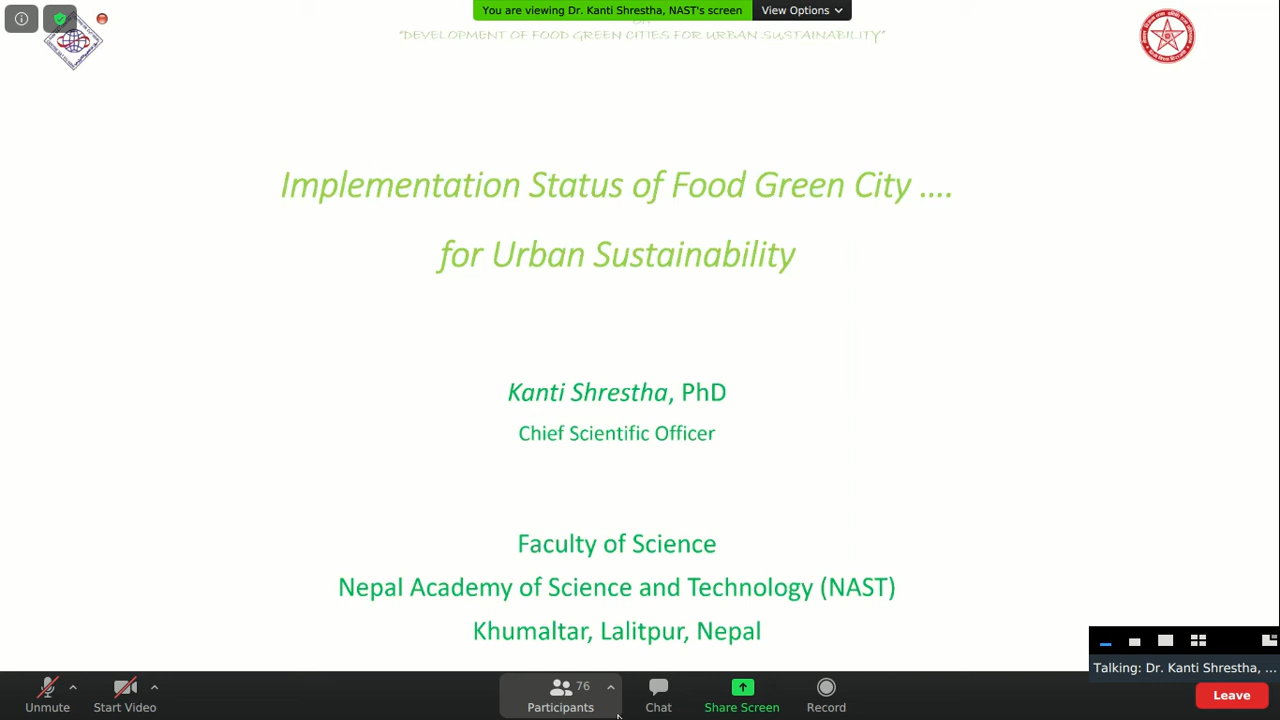 You are viewing Dr. Kanti Shrestha, NAST's screen
View Options
"DEVELOPMENT OF FOOD GREEN CITIES FOR URBAN SUSTAINABILITY"
Implementation Status of Food Green City ....
for Urban Sustainability
Kanti Shrestha, PhD
Chief Scientific Officer
Faculty of Science
Nepal Academy of Science and Technology (NAST)
Khumaltar, Lalitpur, Nepal
Talking: Dr. Kanti Shrestha, ...
Unmute
Start Video
76
Participants
Chat
Share Screen
Record
Leave